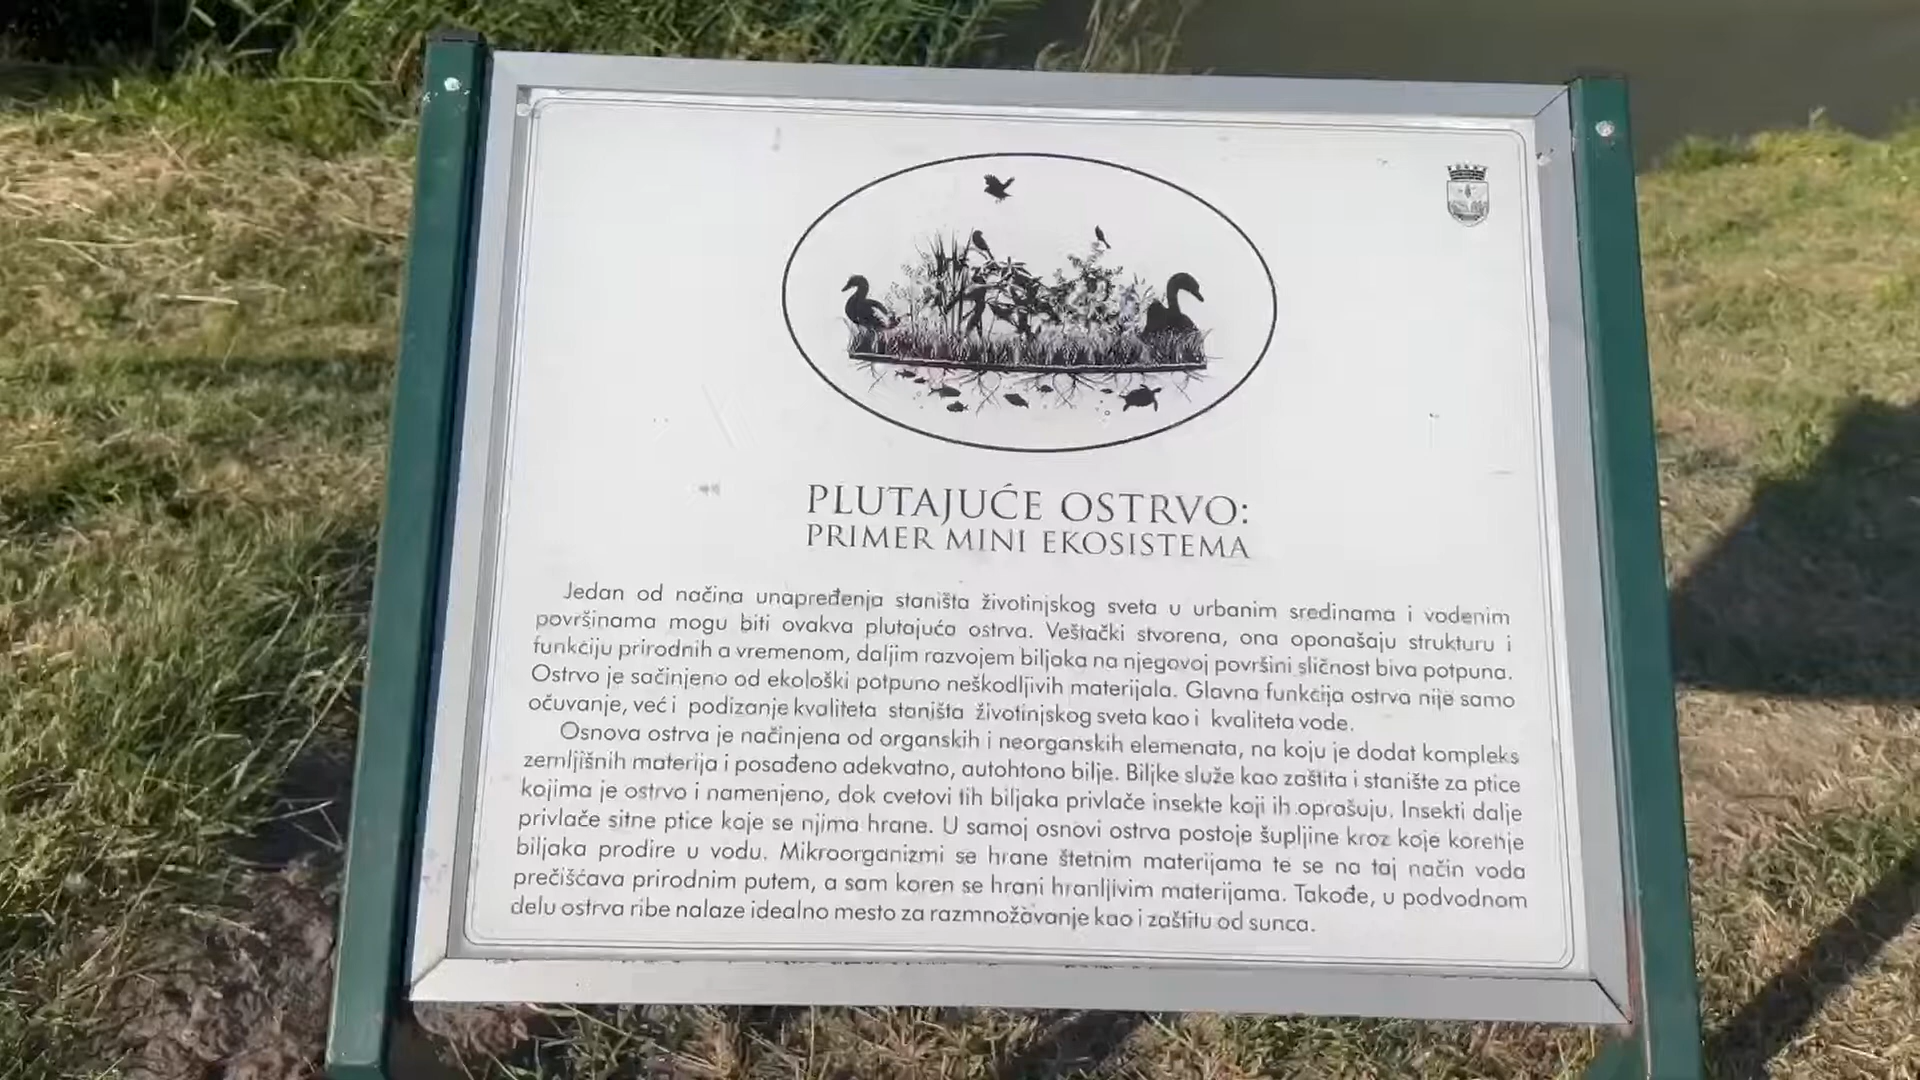 PLUTAJUĆE OSTRVO:
PRIMER MINI EKOSISTEMA
Jedan od načina unapređenja staništa životinjskog sveta u urbanim sredinama i vodenim
površinama mogu biti ovakva plutajuća ostrva. Veštački stvorena, ona oponašaju strukturu i
funkciju prirodnih a vremenom, daljim razvojem biljaka na njegovoj površini sličnost biva potpuna.
Ostrvo je sačinjeno od ekološki potpuno neškodljivih materijala. Glavna funkcija ostrva nije samo
očuvanje, već i podizanje kvaliteta staništa životinjskog sveta kao i kvaliteta vode.
Osnova ostrva je načinjena od organskih i neorganskih elemenata, na koju je dodat kompleks
zemljišnih materija i posađeno adekvatno, autohtono bilje. Biljke služe kao zaštita i stanište za ptice
kojima je ostrvo i namenjeno, dok cvetovi tih biljaka privlače insekte koji ih oprašuju. Insekti dalje
privlače sitne ptice koje se njima hrane. U samoj osnovi ostrva postoje šupljine kroz koje korenje
biljaka prodire u vodu. Mikroorganizmi se hrane štetnim materijama te se na taj način voda
prečišćava prirodnim putem, a sam koren se hrani hranljivim materijama. Takođe, u podvodnom
delu ostrva ribe nalaze idealno mesto za razmnožavanje kao i zaštitu od sunca.